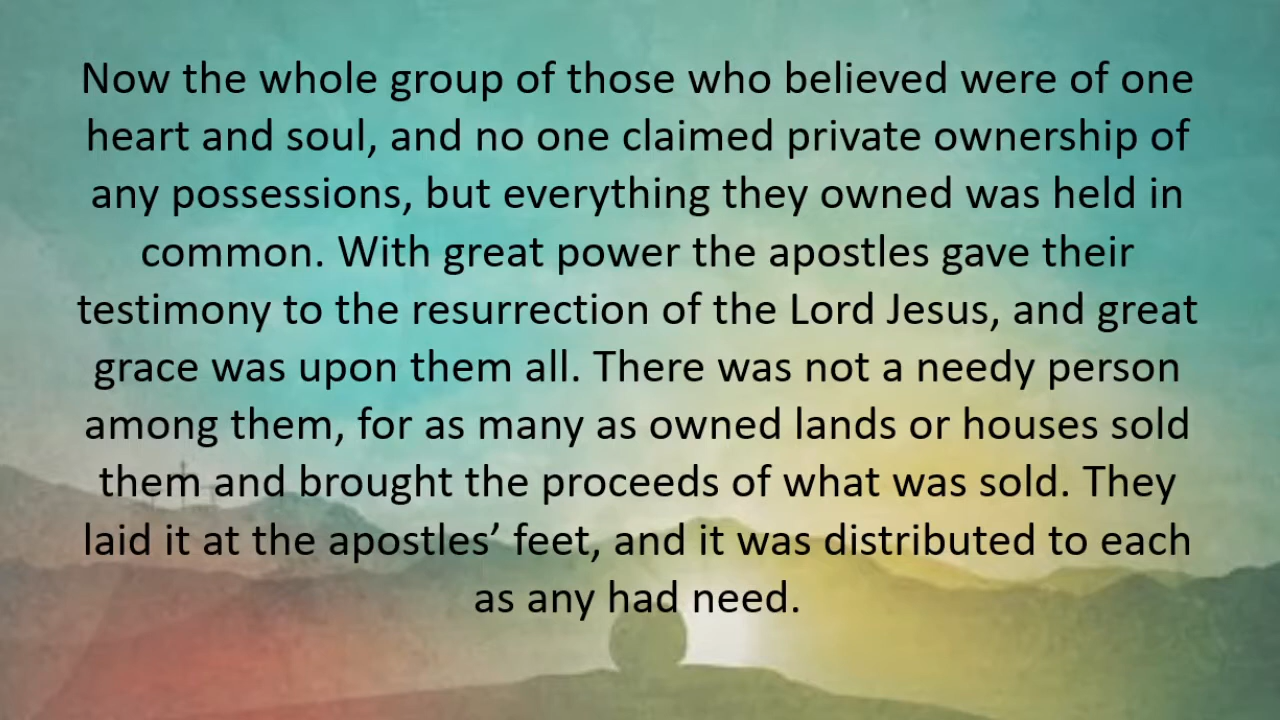 Now the whole group of those who believed were of one
heart and soul, and no one claimed private ownership of
any possessions, but everything they owned was held in
common. With great power the apostles gave their
testimony to the resurrection of the Lord Jesus, and great
grace was upon them all. There was not a needy person
among them, for as many as owned lands or houses sold
them and brought the proceeds of what was sold. They
laid it at the apostles’ feet, and it was distributed to each
as any had need.